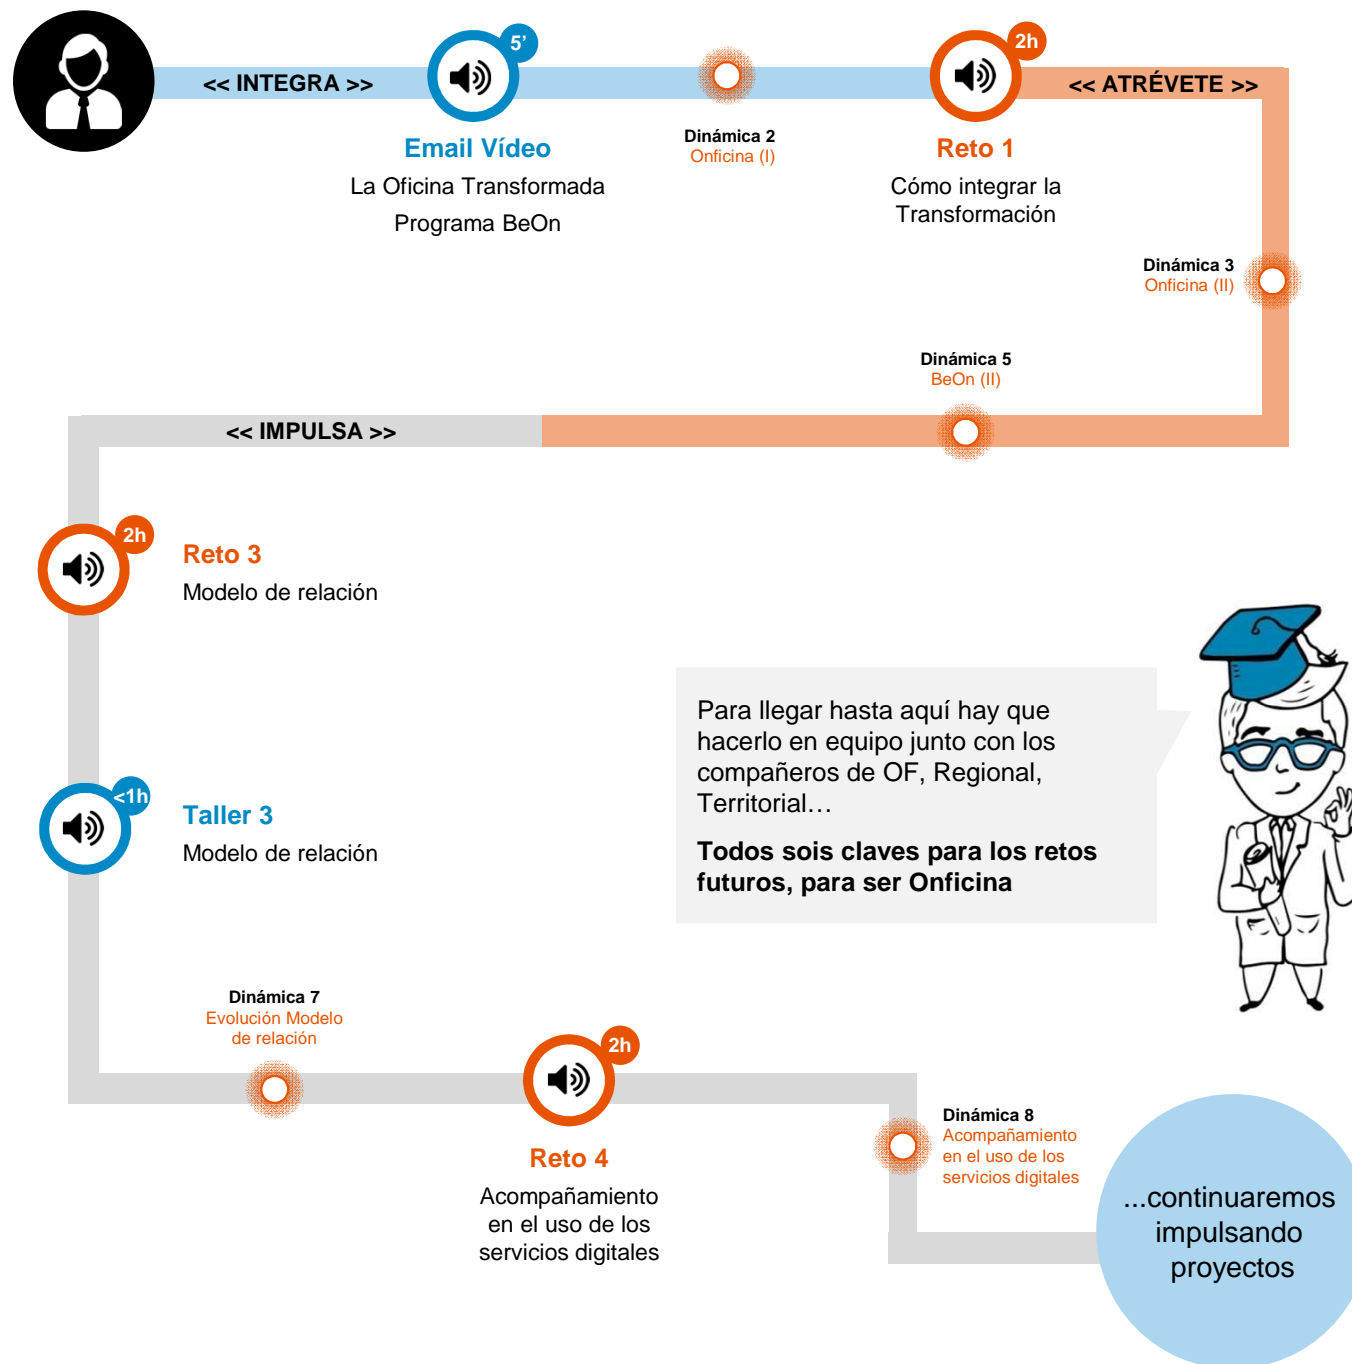 << INTEGRA >>
5’
Email Vídeo
La Oficina Transformada
Programa BeOn
Dinámica 2
Onficina (I)
2h
Reto 1
Cómo integrar la
Transformación
<< ATRÉVETE >>
Dinámica 3
Onficina (II)
Dinámica 5
BeOn (II)
<< IMPULSA >>
2h
Reto 3
Modelo de relación
<1h
Taller 3
Modelo de relación
Para llegar hasta aquí hay que
hacerlo en equipo junto con los
compañeros de OF, Regional,
Territorial…
Todos sois claves para los retos
futuros, para ser Onficina
Dinámica 7
Evolución Modelo
de relación
2h
Reto 4
Acompañamiento
en el uso de los
servicios digitales
Dinámica 8
Acompañamiento
en el uso de los
servicios digitales
...continuaremos
impulsando
proyectos